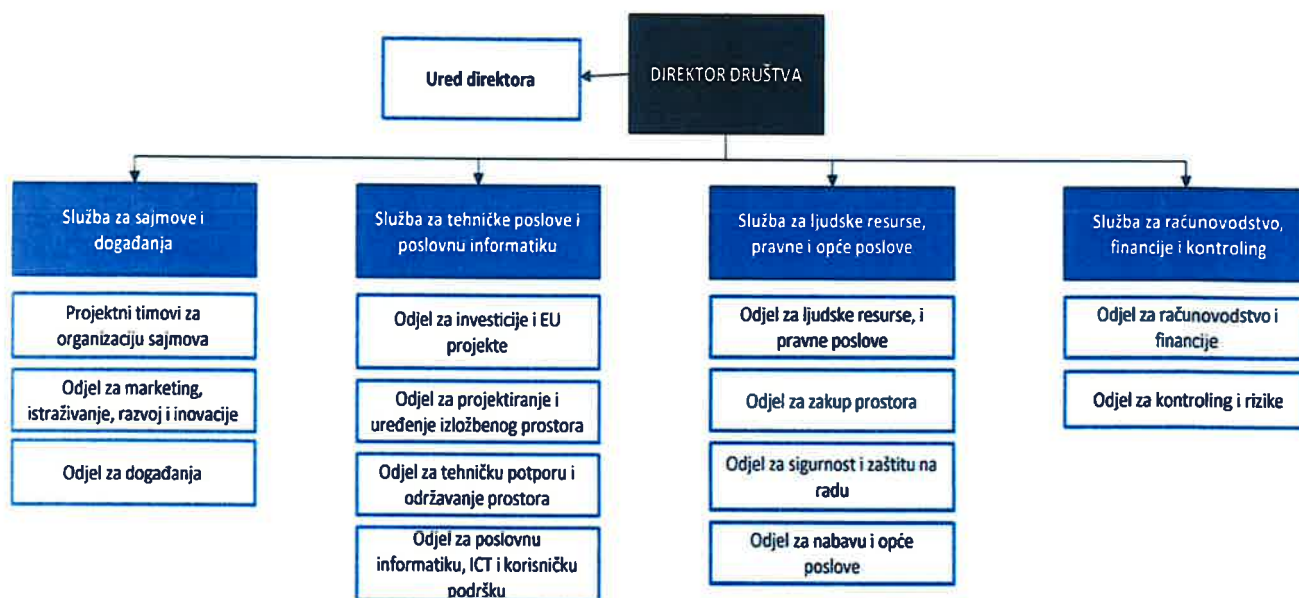 Ured direktora
DIREKTOR DRUŠTVA
Služba za sajmove i
događanja
Projektni timovi za
organizaciju sajmova
Odjel za marketing,
istraživanje, razvoj i inovacije
Odjel za događanja
Služba za tehničke poslove i
poslovnu informatiku
Odjel za investicije i EU
projekte
Odjel za projektiranje i
uređenje izložbenog prostora
Odjel za tehničku potporu i
održavanje prostora
Odjel za poslovnu
informatiku, ICT i korisničku
podršku
Služba za ljudske resurse,
pravne i opće poslove
Odjel za ljudske resurse, i
pravne poslove
Odjel za zakup prostora
Odjel za sigurnost i zaštitu na
radu
Odjel za nabavu i opće
poslove
Služba za računovodstvo,
financije i kontroling
Odjel za računovodstvo i
financije
Odjel za kontroling i rizike